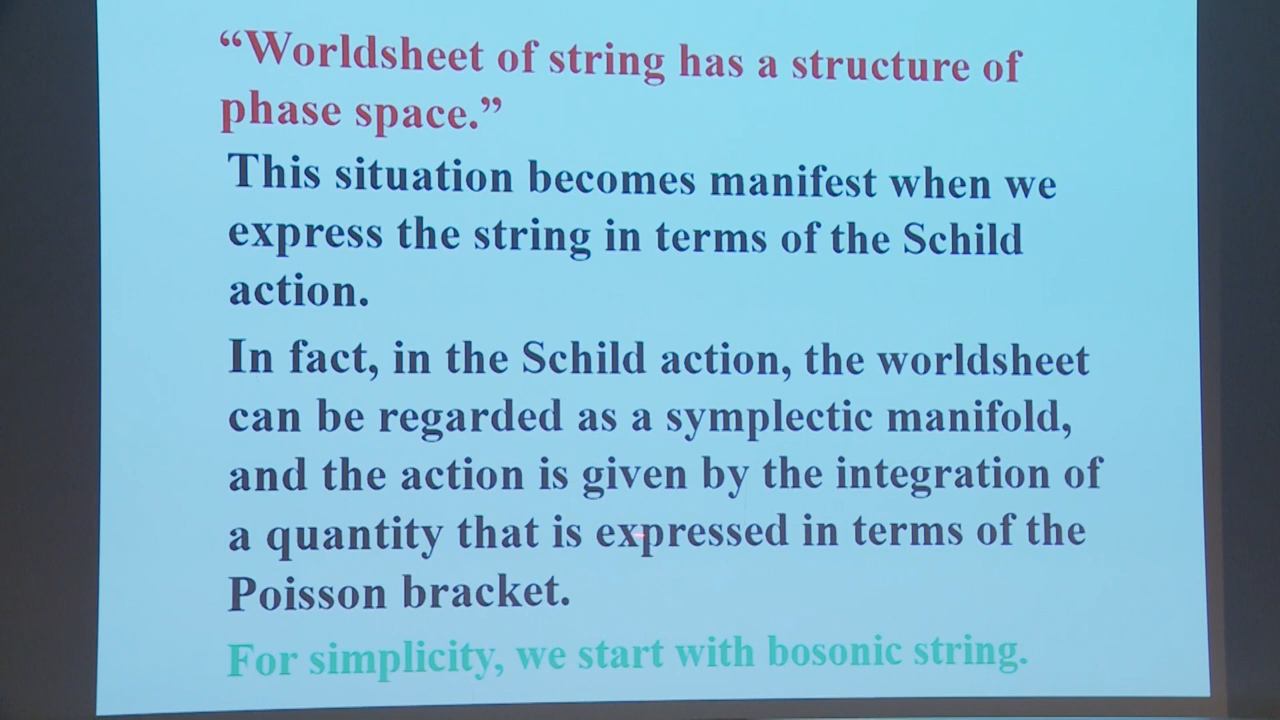 “Worldsheet of string has a structure of
phase space.”
This situation becomes manifest when we
express the string in terms of the Schild
action.
In fact, in the Schild action, the worldsheet
can be regarded as a symplectic manifold,
and the action is given by the integration of
a quantity that is expressed in terms of the
Poisson bracket.
For simplicity, we start with bosonic string.